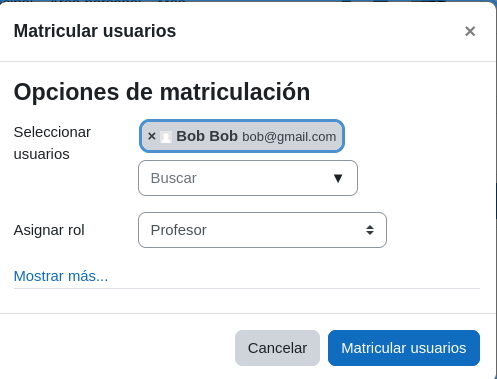 Matricular usuarios ×
Opciones de matriculación
Seleccionar
usuarios
× Bob Bob bob@gmail.com
Buscar ▼
Asignar rol
Profesor
Mostrar más...
Cancelar
Matricular usuarios